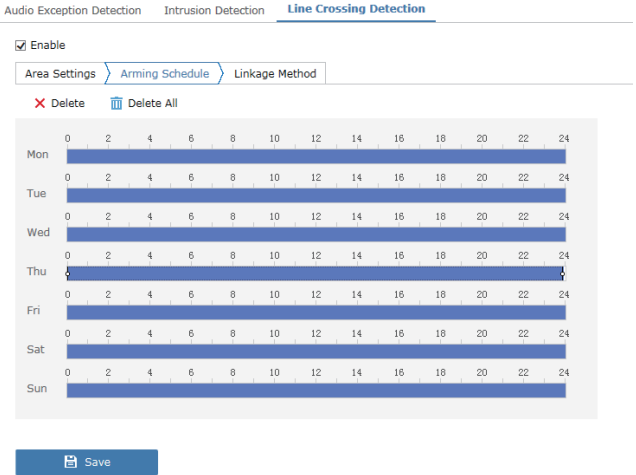 Audio Exception Detection Intrusion Detection Line Crossing Detection
Enable
Area Settings Arming Schedule Linkage Method
Delete Delete All
0 2 4 6 8 10 12 14 16 18 20 22 24
Mon
0 2 4 6 8 10 12 14 16 18 20 22 24
Tue
0 2 4 6 8 10 12 14 16 18 20 22 24
Wed
0 2 4 6 8 10 12 14 16 18 20 22 24
Thu
0 2 4 6 8 10 12 14 16 18 20 22 24
Fri
0 2 4 6 8 10 12 14 16 18 20 22 24
Sat
0 2 4 6 8 10 12 14 16 18 20 22 24
Sun
Save